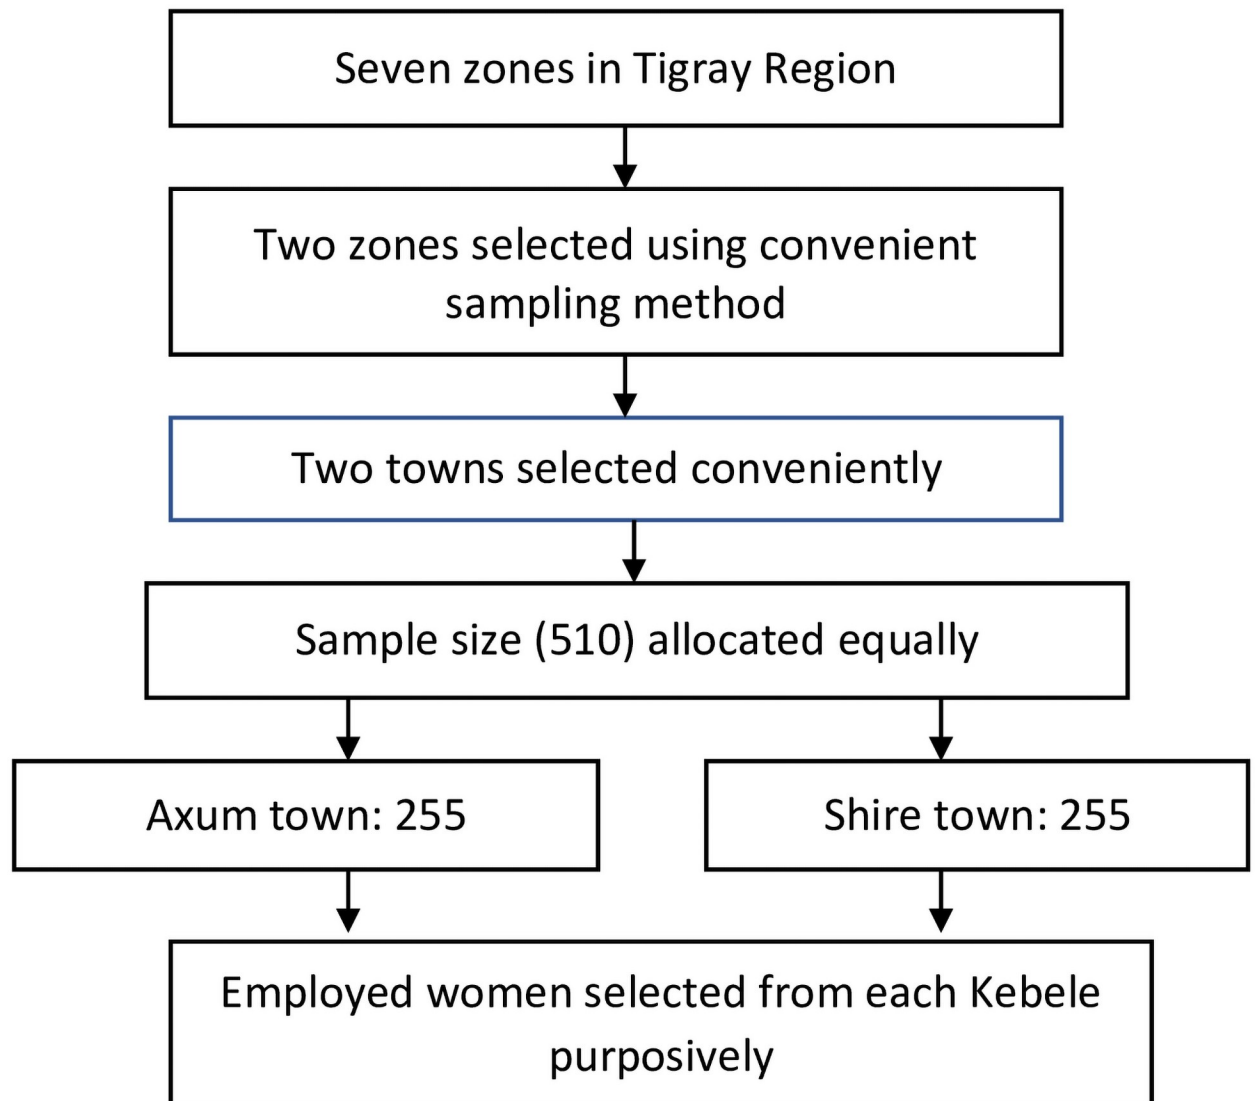 Seven zones in Tigray Region
Two zones selected using convenient
sampling method
Two towns selected conveniently
Sample size (510) allocated equally
Axum town: 255
Shire town: 255
Employed women selected from each Kebele
purposively